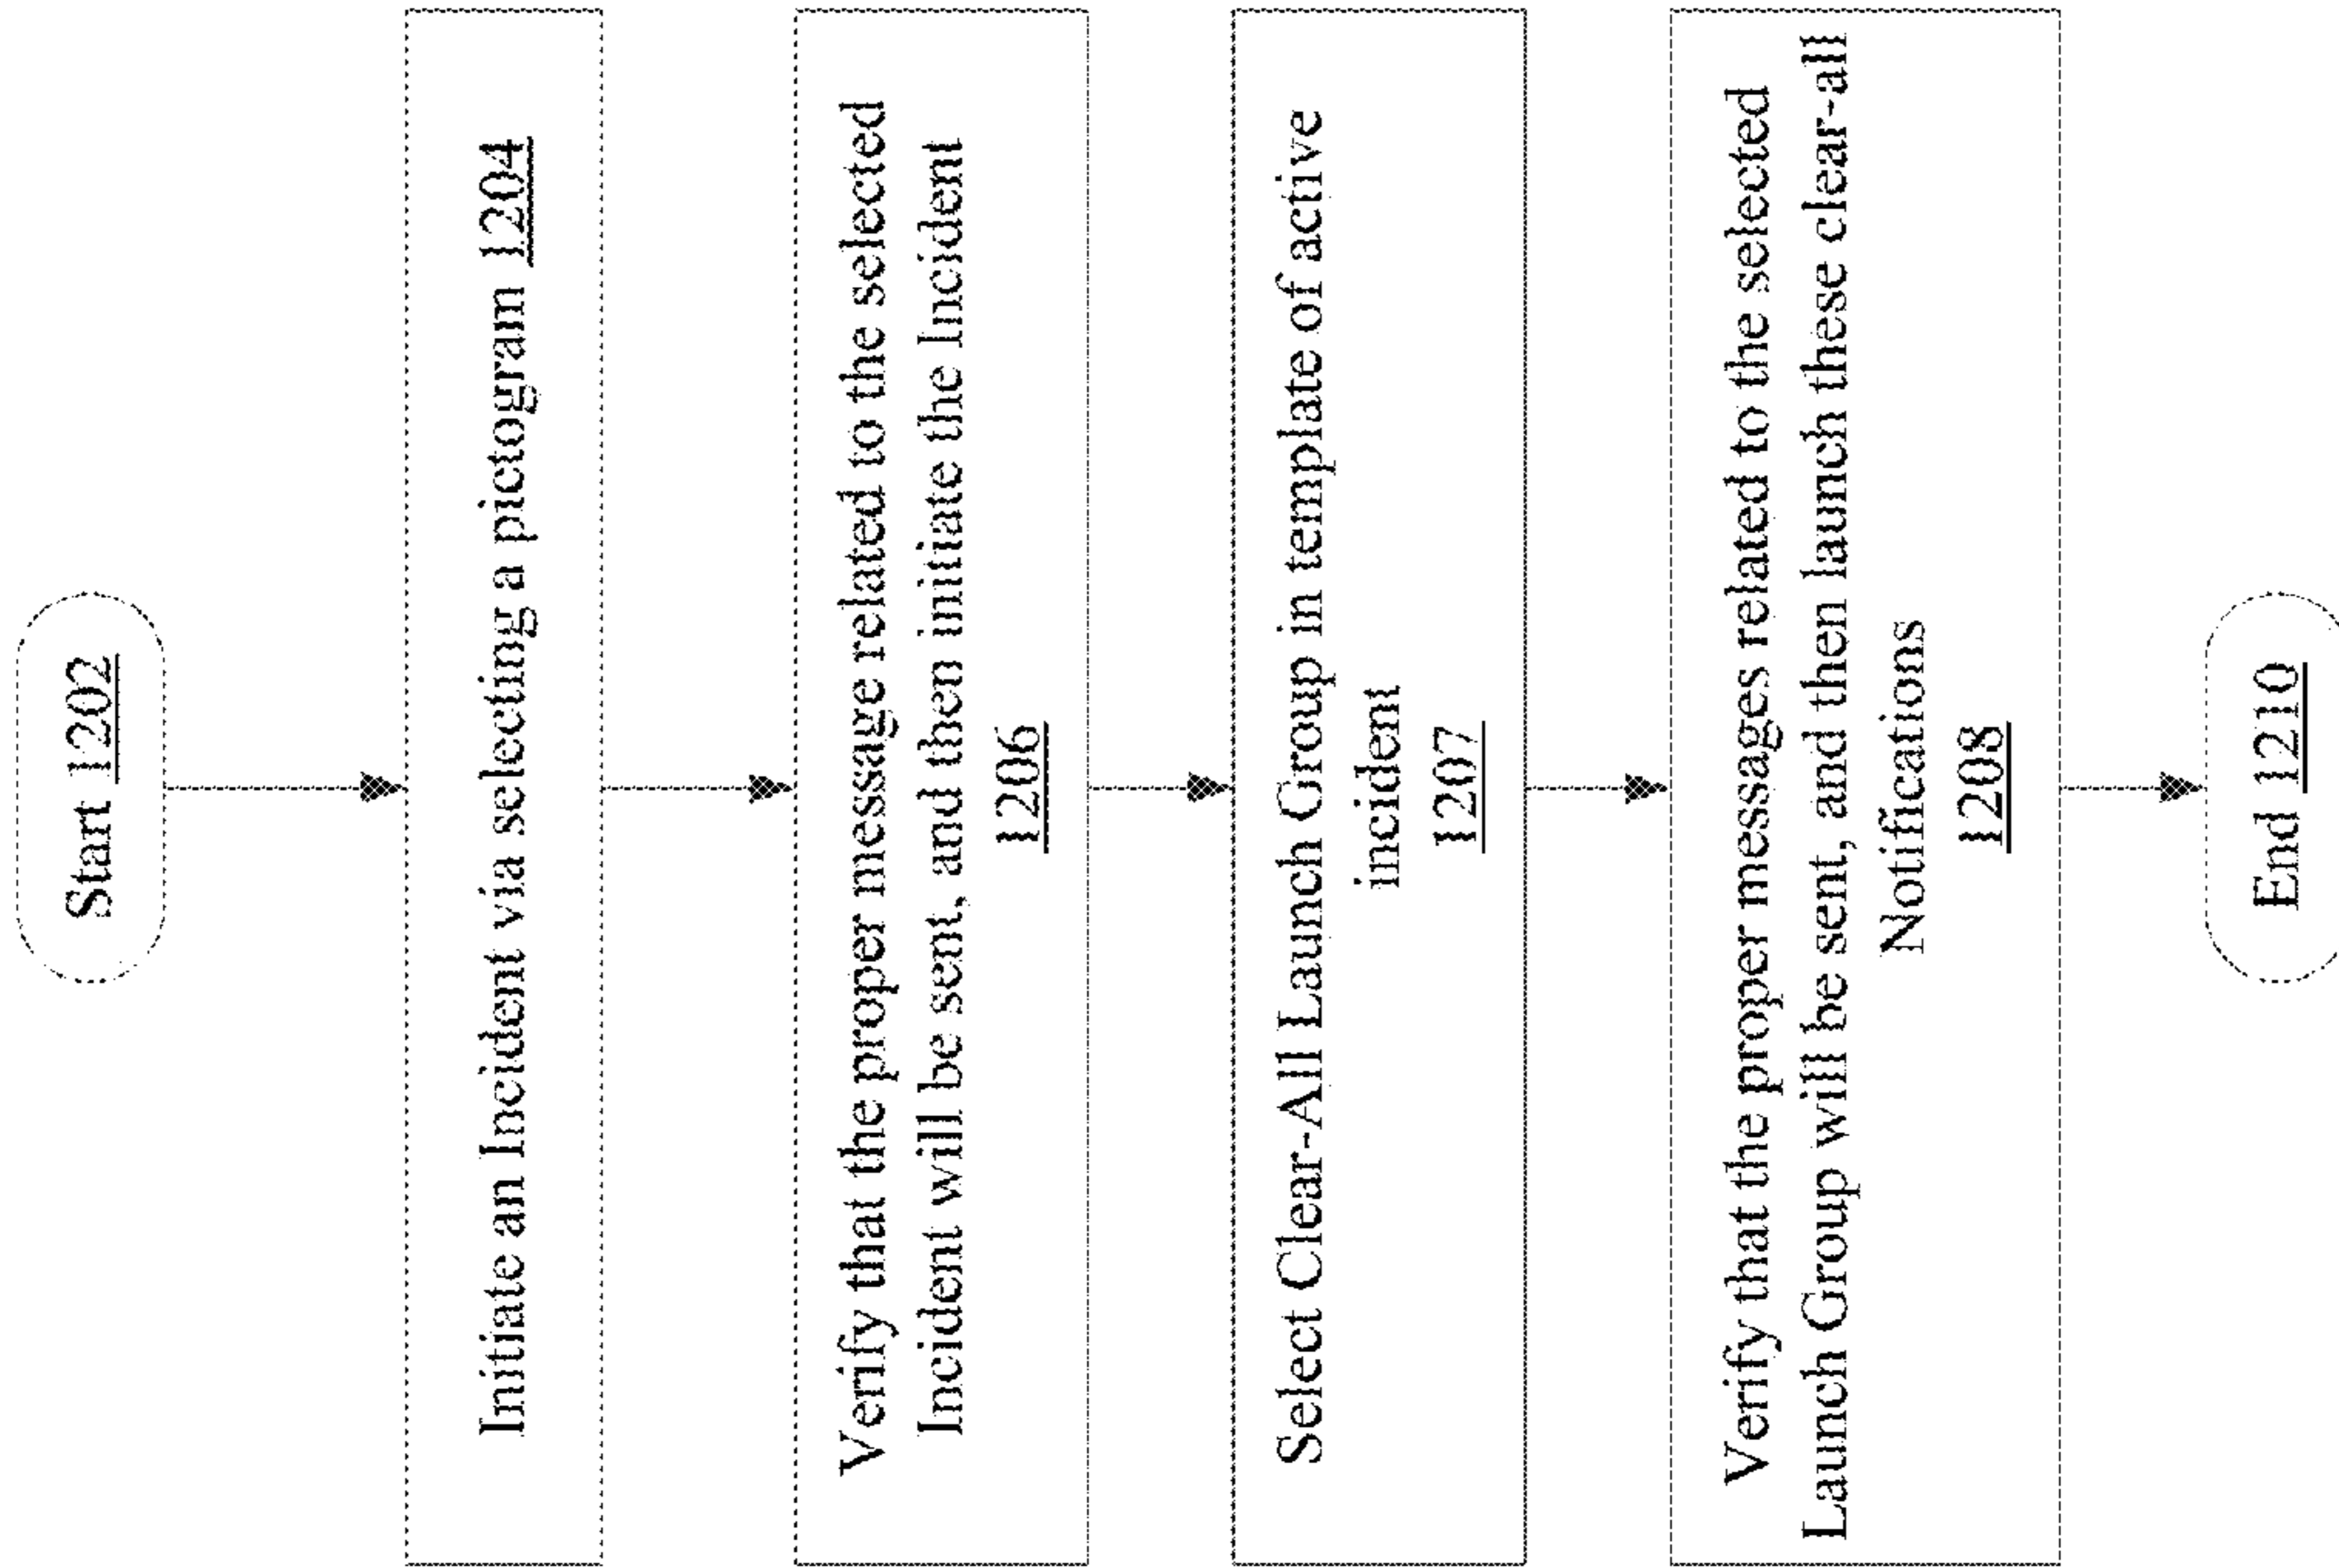 Start 1202
Initiate an Incident via selecting a pictogram 1204
Verify that the proper message related to the selected
Incident will be sent, and then initiate the Incident
1206
Select Clear-All Launch Group in template of active
incident
1207
Verify that the proper messages related to the selected
Launch Group will be sent, and then launch these clear-all
Notifications
1208
End 1210